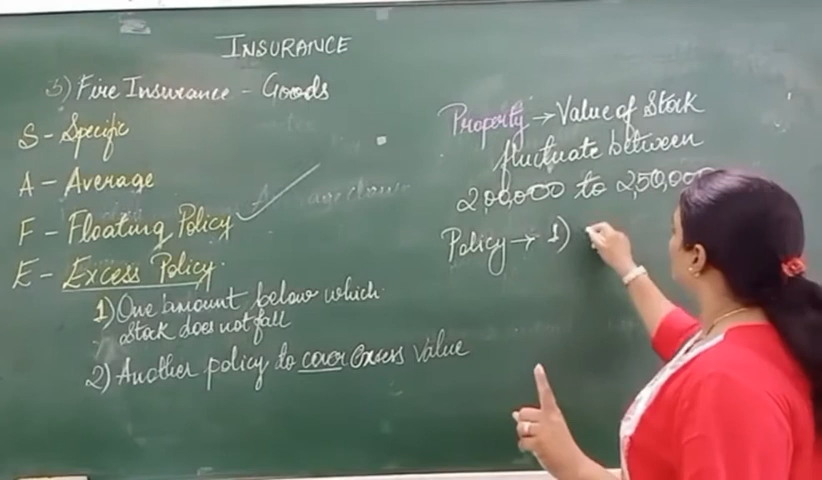 INSURANCE
3) Fire Insurance - Goods
S - Specific
A - Average
F - Floating Policy
E - Excess Policy.
1) One amount below which
Stock does not fall
2) Another policy to cover Excess Value
Property → Value of Stock
fluctuate between
2,00,000 to 2,50,000
Policy → 1)